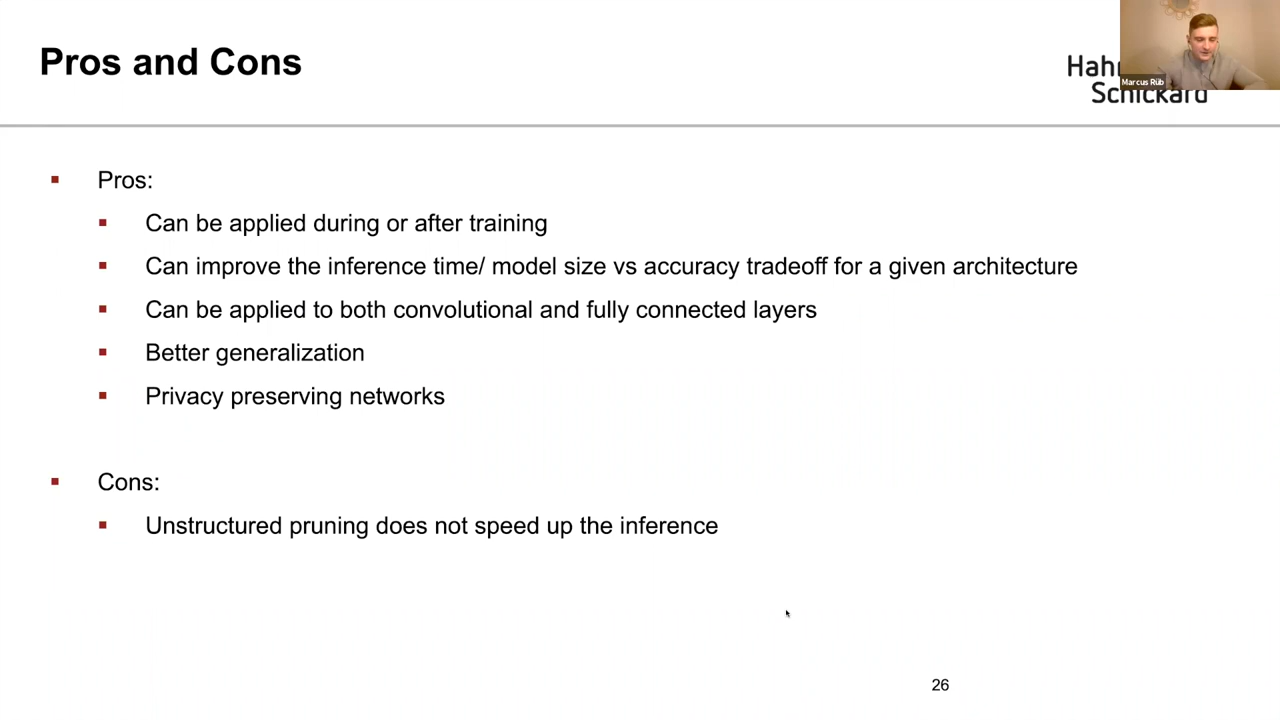 Pros and Cons
Hahn
Schickard
Marcus Rüb
Pros:
Can be applied during or after training
Can improve the inference time/ model size vs accuracy tradeoff for a given architecture
Can be applied to both convolutional and fully connected layers
Better generalization
Privacy preserving networks
Cons:
Unstructured pruning does not speed up the inference
26